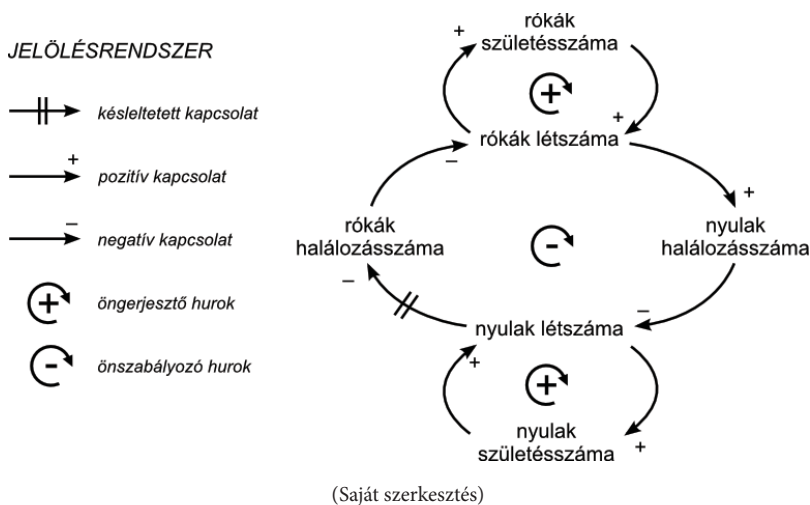 JELÖLÉSRENDSZER
késleltetett kapcsolat
+
pozitív kapcsolat
–
negatív kapcsolat
+
öngerjesztő hurok
-
önszabályozó hurok
rókák
születésszáma
+
+
+
rókák létszáma
–
+
rókák
halálozásszáma
-
nyulak
halálozásszáma
–
–
nyulak létszáma
+
+
nyulak
születésszáma
+
(Saját szerkesztés)